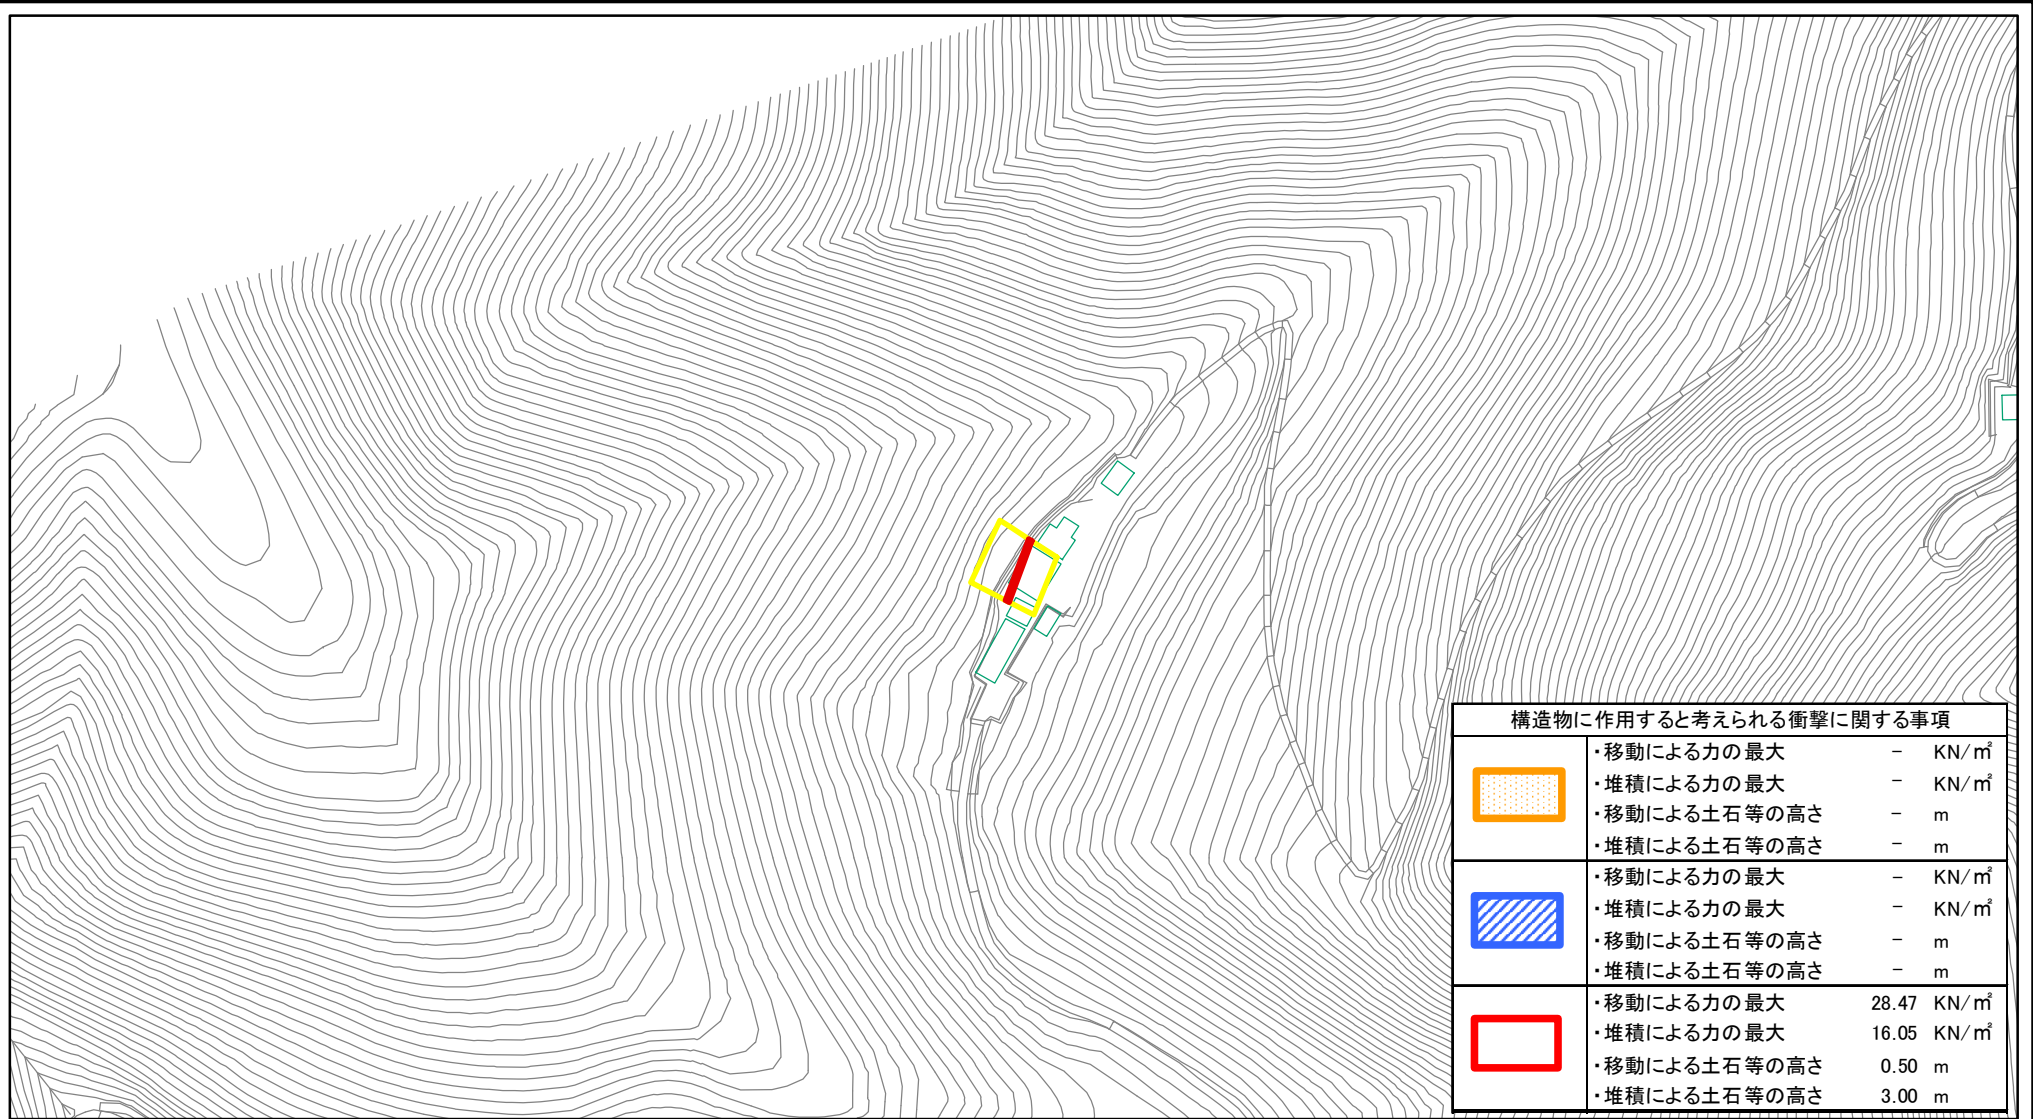 構造物に作用すると考えられる衝撃に関する事項
・移動による力の最大 － KN/㎡
・堆積による力の最大 － KN/㎡
・移動による土石等の高さ － m
・堆積による土石等の高さ － m
・移動による力の最大 － KN/㎡
・堆積による力の最大 － KN/㎡
・移動による土石等の高さ － m
・堆積による土石等の高さ － m
・移動による力の最大 28.47 KN/㎡
・堆積による力の最大 16.05 KN/㎡
・移動による土石等の高さ 0.50 m
・堆積による土石等の高さ 3.00 m